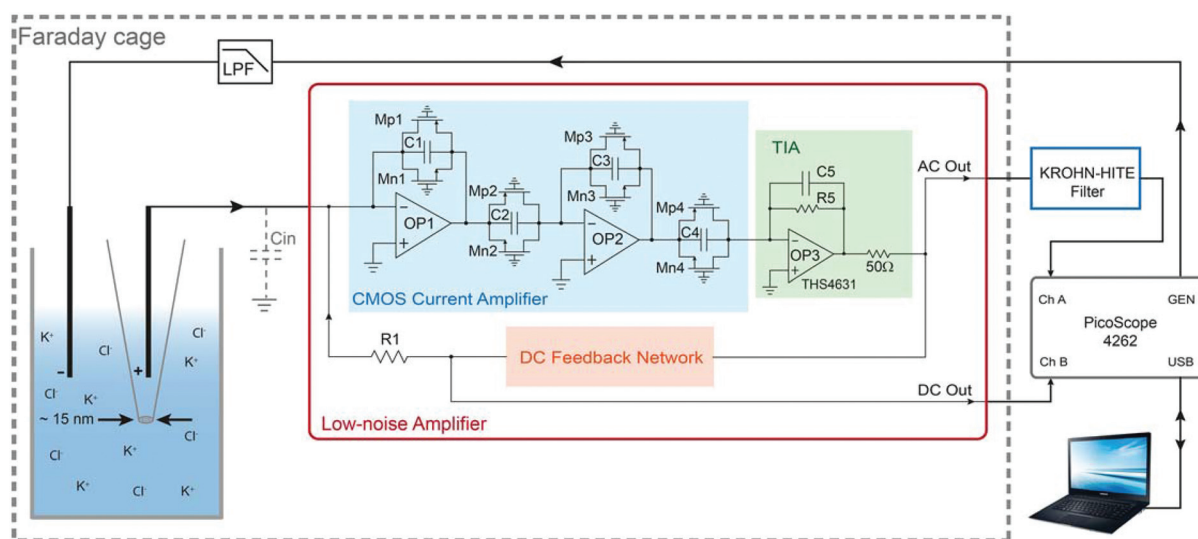 Faraday cage
LPF
Mp1
C1
Mn1
OP1
Mp2
C2
Mn2
Mp3
C3
Mn3
OP2
Mp4
C4
Mn4
CMOS Current Amplifier
TIA
C5
R5
OP3
THS4631
50Ω
AC Out
KROHN-HITE
Filter
Cin
R1
DC Feedback Network
DC Out
Low-noise Amplifier
Ch A
GEN
PicoScope
4262
Ch B
USB
K⁺
Cl⁻
K⁺
Cl⁻
- +
Cl⁻
K⁺
~ 15 nm
Cl⁻
Cl⁻
K⁺
K⁺
Cl⁻
K⁺